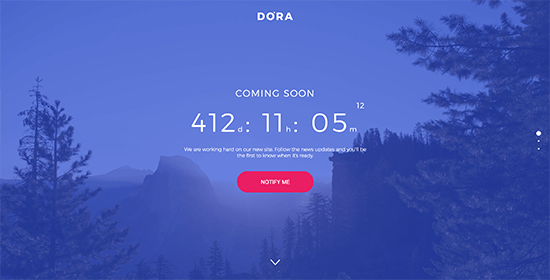 DORA
COMING SOON
12
412d: 11h: 05m
We are working hard on our new site. Follow the news updates and you'll be
the first to know when it's ready.
NOTIFY ME